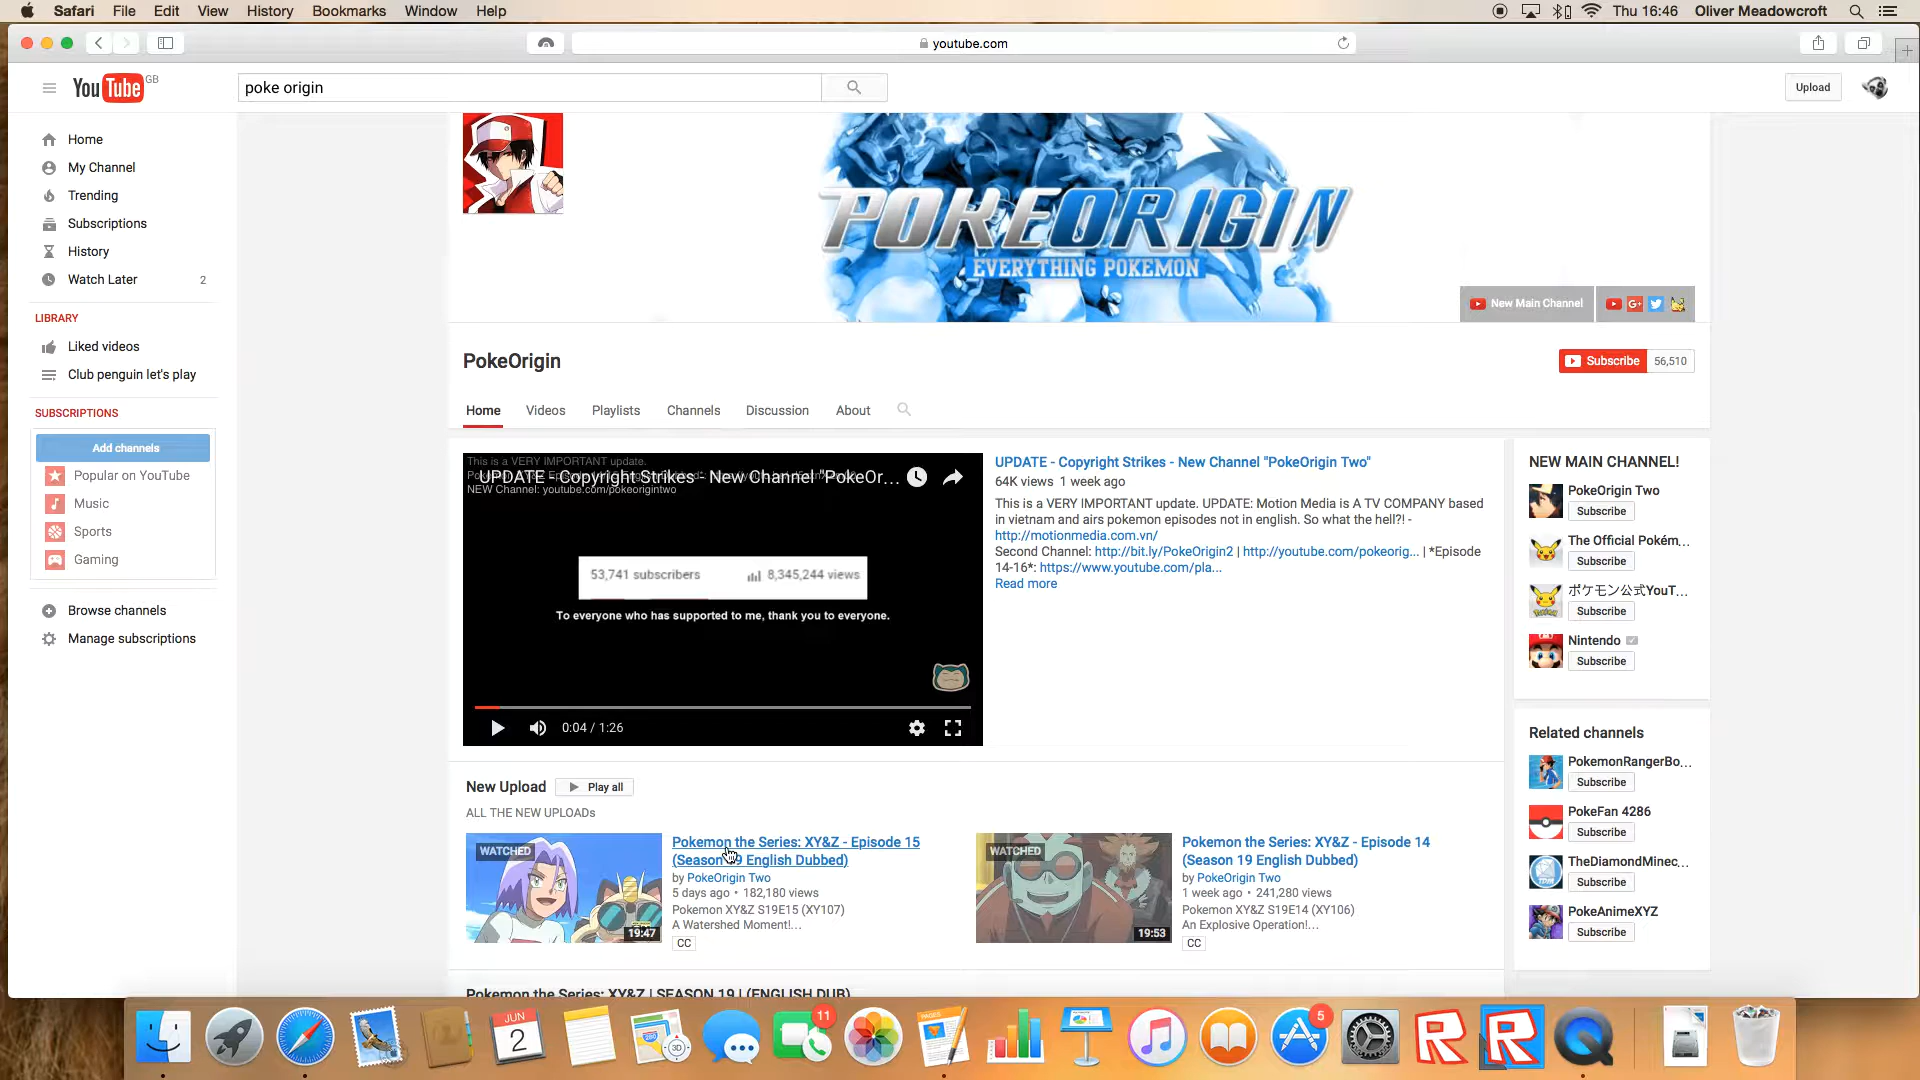 Safari File Edit View History Bookmarks Window Help
Thu 16:46 Oliver Meadowcroft
youtube.com
YouTube GB
poke origin
Upload
Home
My Channel
Trending
Subscriptions
History
Watch Later 2
LIBRARY
Liked videos
Club penguin let's play
SUBSCRIPTIONS
Add channels
Popular on YouTube
Music
Sports
Gaming
Browse channels
Manage subscriptions
POKEORIGIN
EVERYTHING POKEMON
New Main Channel
PokeOrigin
Subscribe 56,510
Home Videos Playlists Channels Discussion About
This is a VERY IMPORTANT update.
UPDATE - Copyright Strikes - New Channel "PokeOr...
NEW Channel: youtube.com/pokeorigintwo
53,741 subscribers 8,345,244 views
To everyone who has supported to me, thank you to everyone.
0:04 / 1:26
UPDATE - Copyright Strikes - New Channel "PokeOrigin Two"
64K views 1 week ago
This is a VERY IMPORTANT update. UPDATE: Motion Media is A TV COMPANY based
in vietnam and airs pokemon episodes not in english. So what the hell?! -
http://motionmedia.com.vn/
Second Channel: http://bit.ly/PokeOrigin2 | http://youtube.com/pokeorig... | *Episode
14-16*: https://www.youtube.com/pla...
Read more
New Upload Play all
ALL THE NEW UPLOADs
WATCHED
19:47
Pokemon the Series: XY&Z - Episode 15
(Season 19 English Dubbed)
by PokeOrigin Two
5 days ago • 182,180 views
Pokemon XY&Z S19E15 (XY107)
A Watershed Moment!...
CC
WATCHED
19:53
Pokemon the Series: XY&Z - Episode 14
(Season 19 English Dubbed)
by PokeOrigin Two
1 week ago • 241,280 views
Pokemon XY&Z S19E14 (XY106)
An Explosive Operation!...
CC
Pokemon the Series: XY&Z | SEASON 19 | (ENGLISH DUB)
NEW MAIN CHANNEL!
PokeOrigin Two
Subscribe
The Official Pokém...
Subscribe
ポケモン公式YouT...
Subscribe
Nintendo
Subscribe
Related channels
PokemonRangerBo...
Subscribe
PokeFan 4286
Subscribe
TheDiamondMinec...
Subscribe
PokeAnimeXYZ
Subscribe
JUN
2
3D
11
PAGES
5